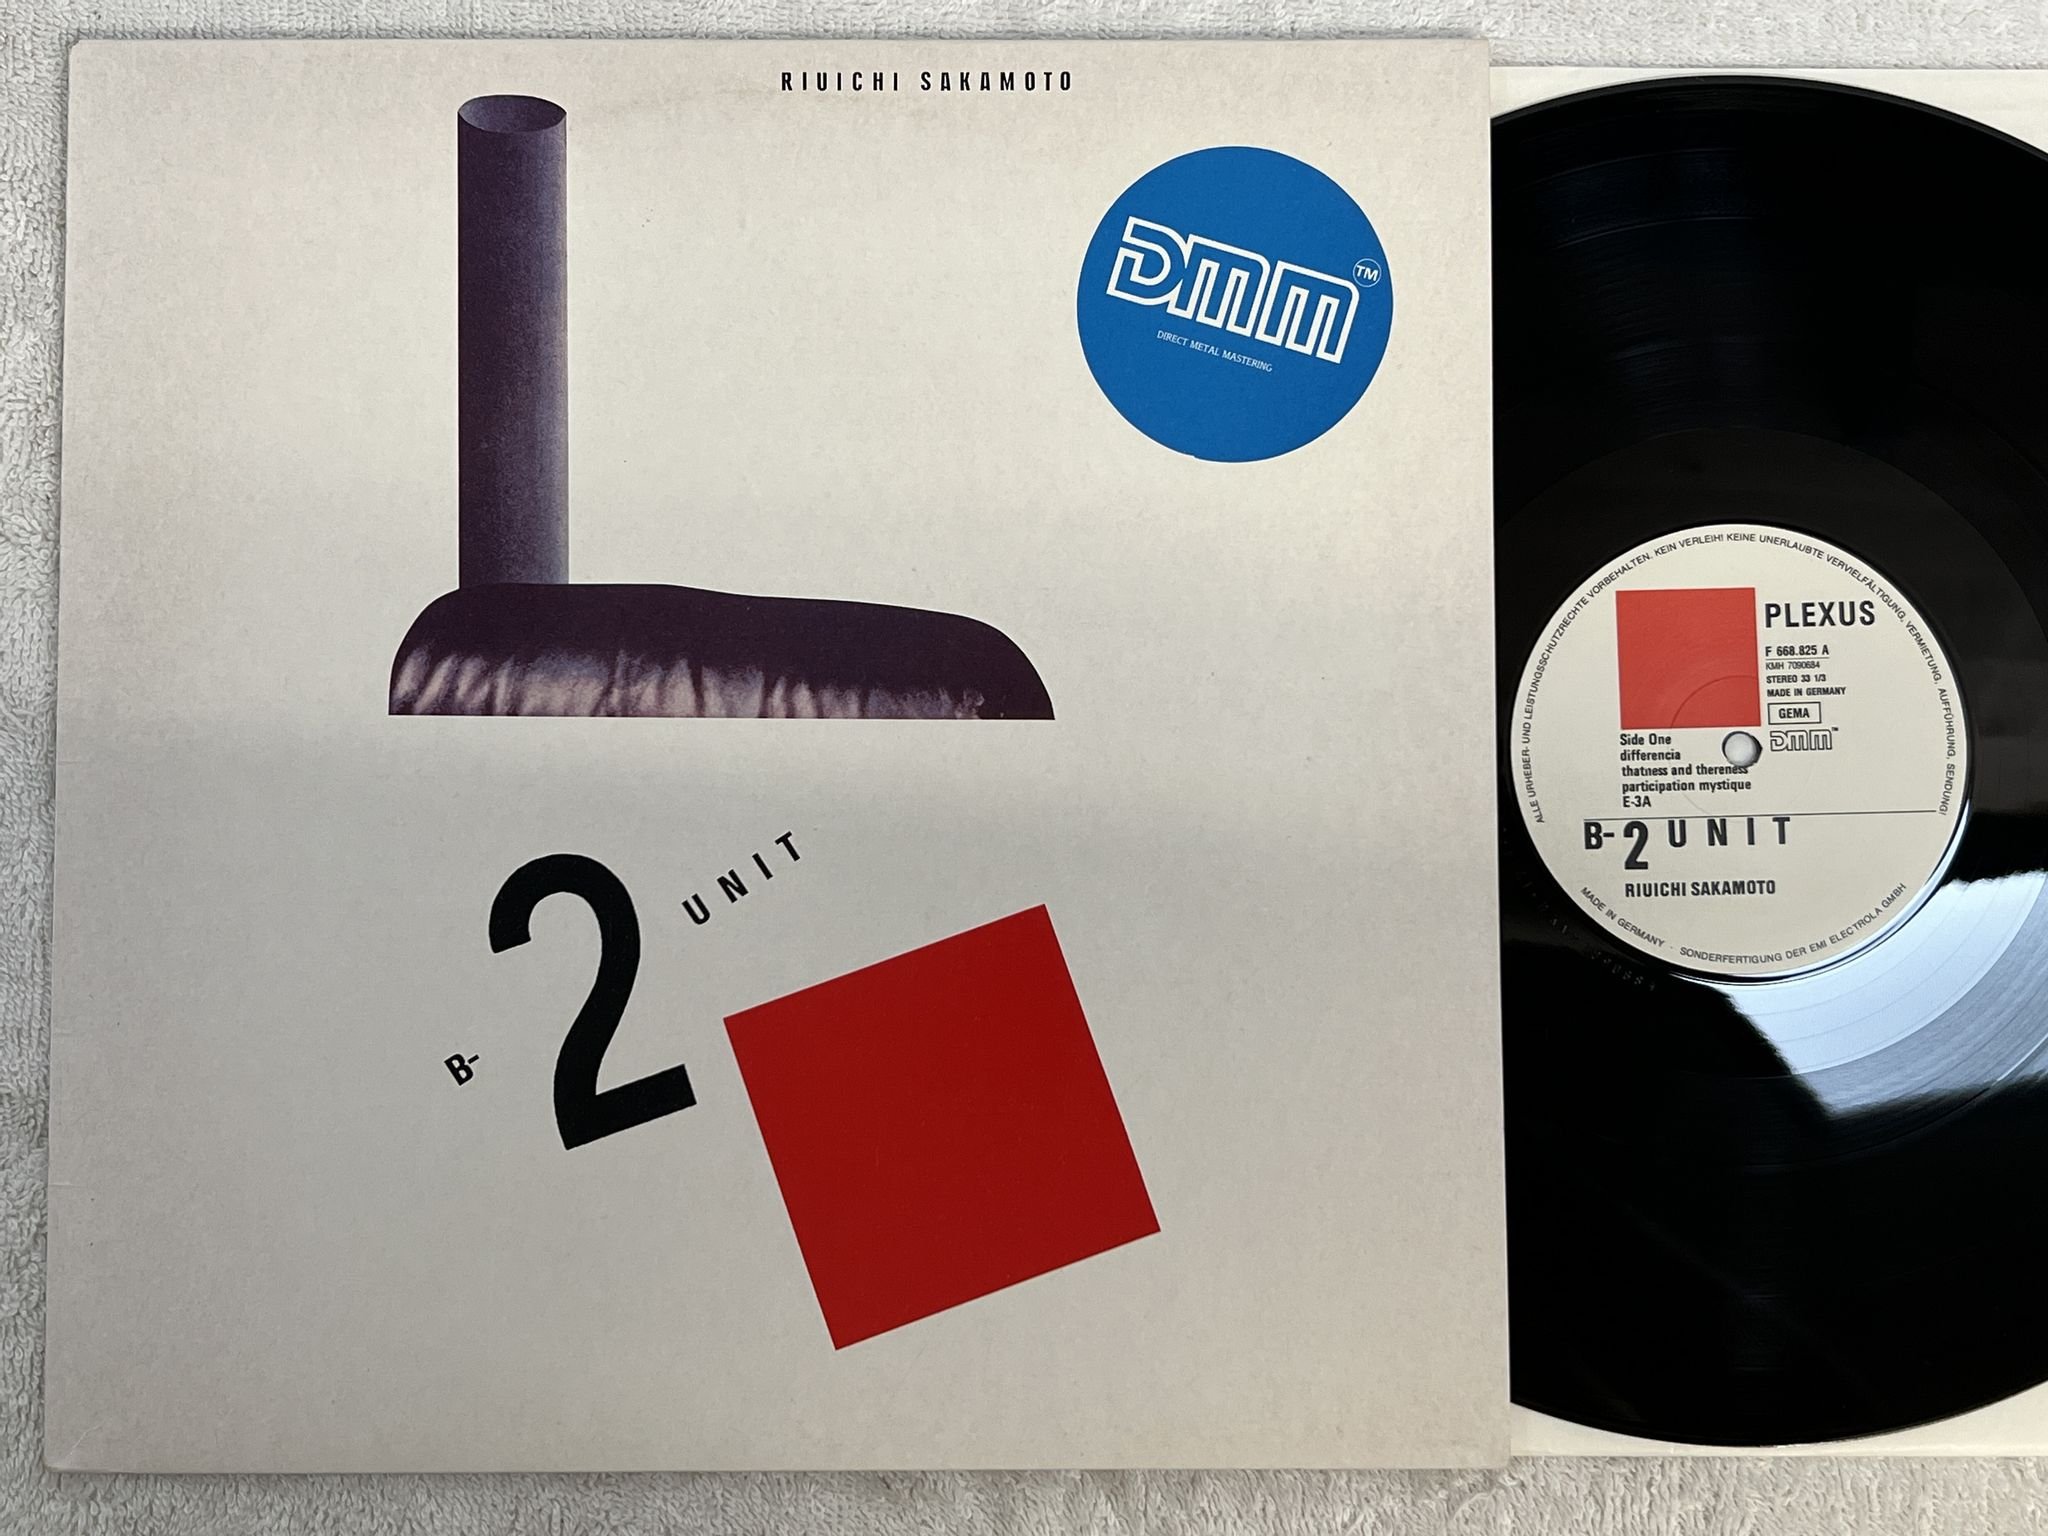 RIUICHI SAKAMOTO
DMM TM
DIRECT METAL MASTERING
B-2 UNIT
ALLE URHEBER- UND LEISTUNGSSCHUTZRECHTE VORBEHALTEN. KEIN VERLEIH! KEINE UNERLAUBTE VERVIELFÄLTIGUNG, VERMIETUNG, AUFFÜHRUNG, SENDUNG!
PLEXUS
F 668.825 A
KMH 7090684
STEREO 33 1/3
MADE IN GERMANY
GEMA
DMM TM
Side One
differencia
thatness and thereness
participation mystique
E-3A
B-2 UNIT
RIUICHI SAKAMOTO
MADE IN GERMANY · SONDERFERTIGUNG DER EMI ELECTROLA GMBH